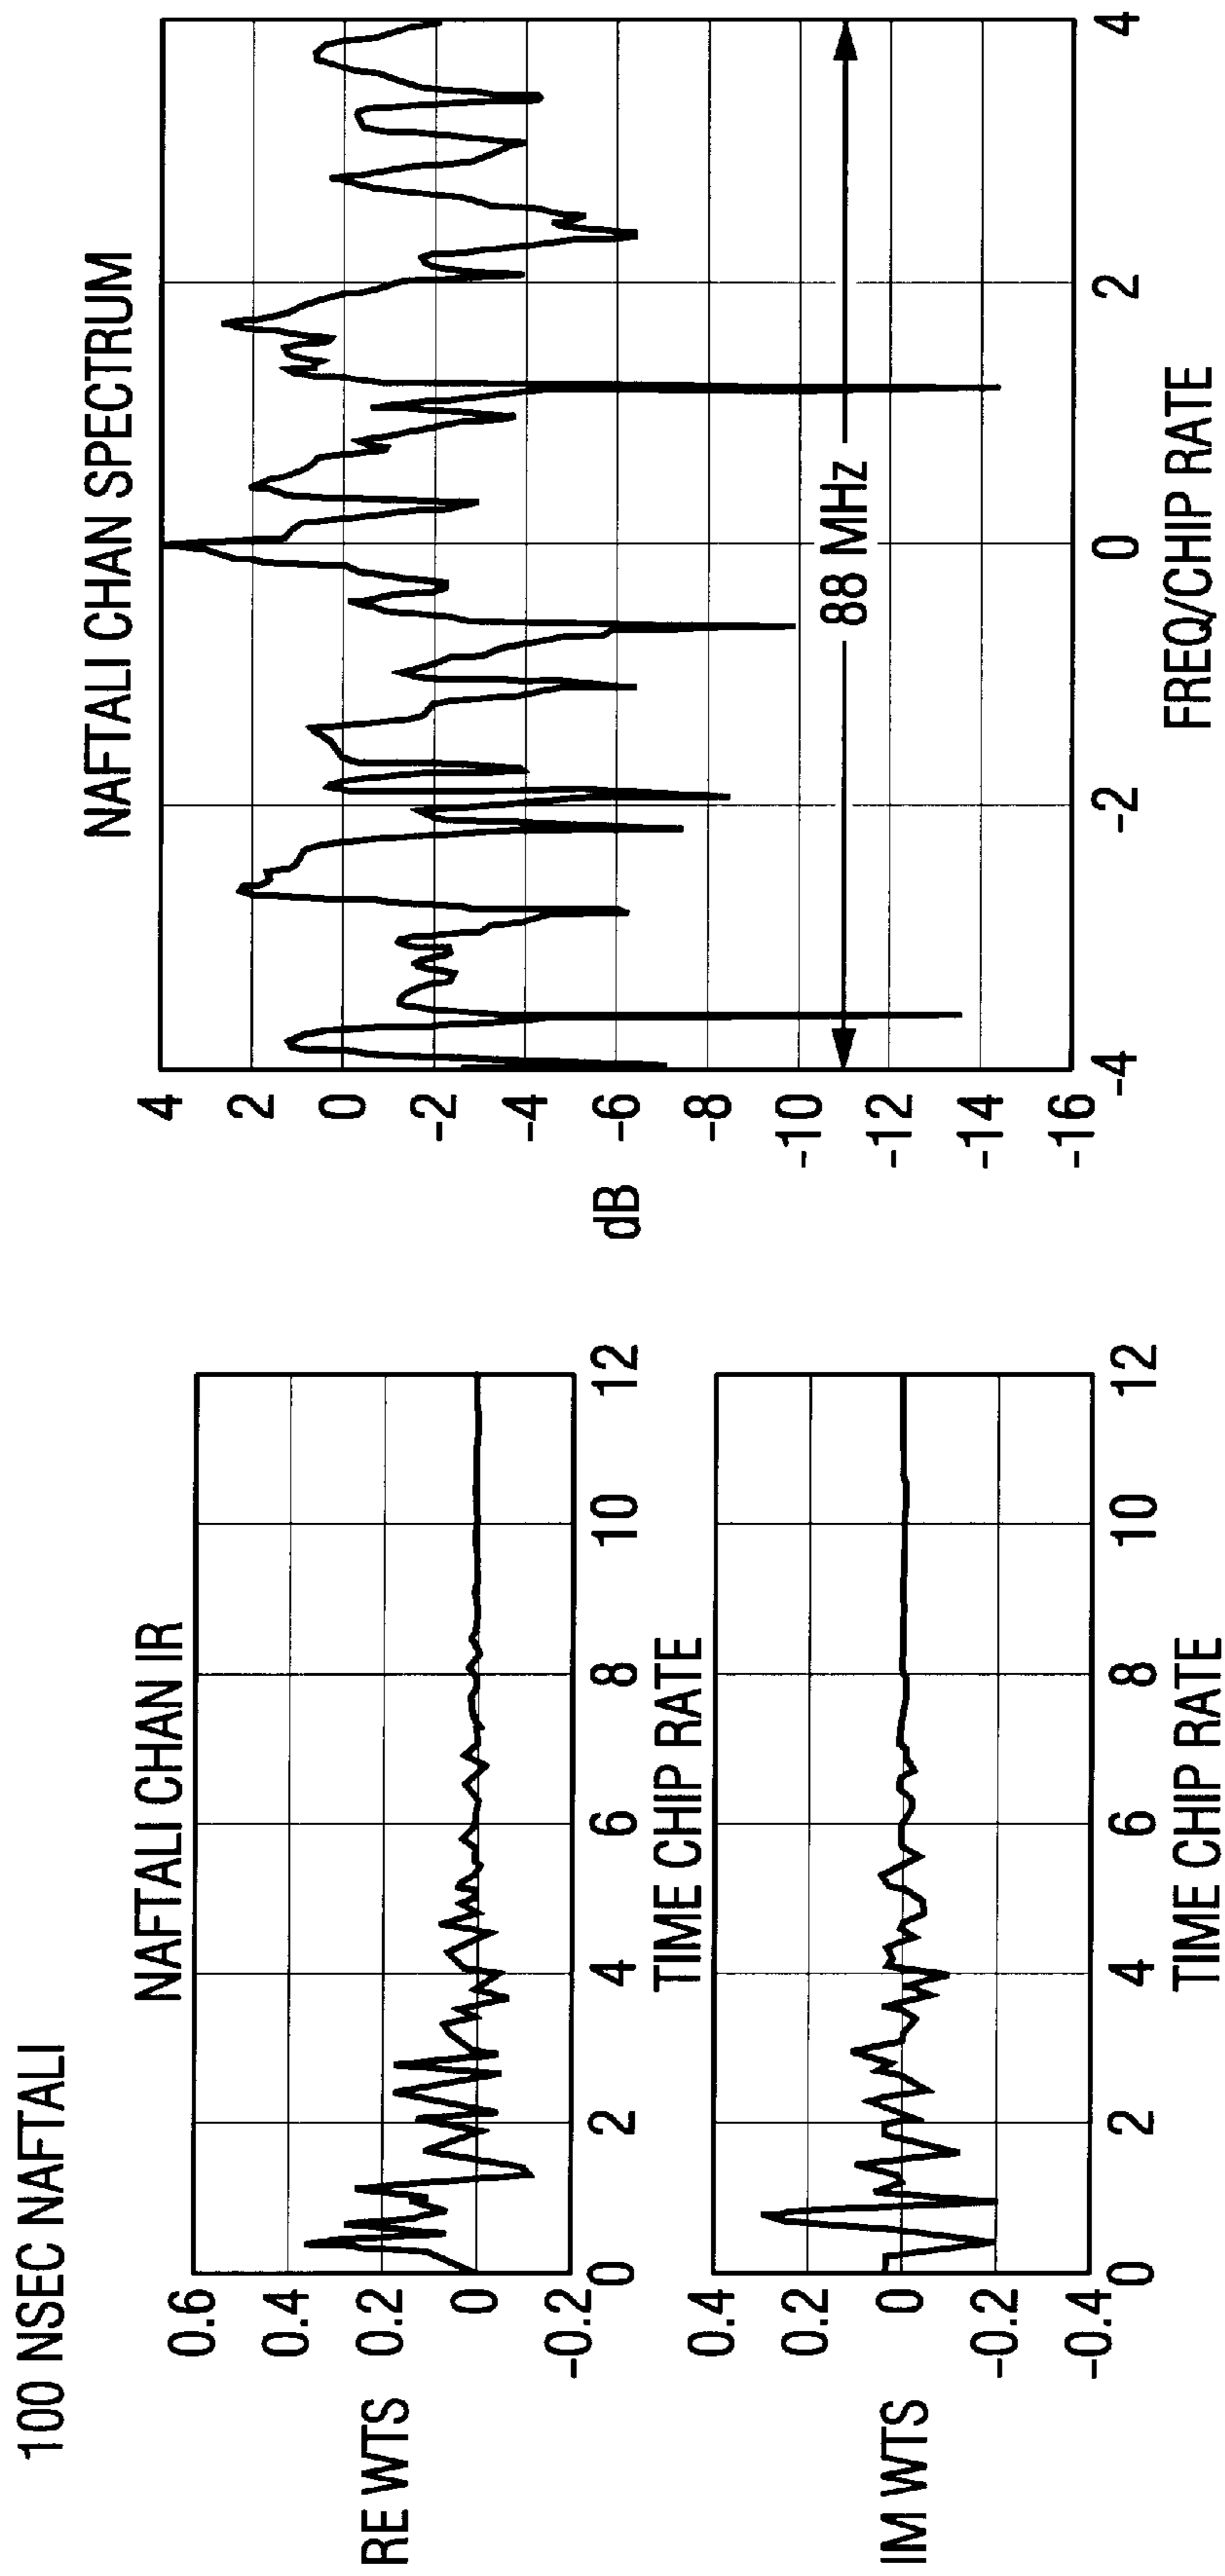 100 NSEC NAFTALI
NAFTALI CHAN IR
RE WTS
0.6
0.4
0.2
0
-0.2
0 2 4 6 8 10 12
TIME CHIP RATE
IM WTS
0.4
0.2
0
-0.2
-0.4
0 2 4 6 8 10 12
TIME CHIP RATE
NAFTALI CHAN SPECTRUM
dB
4
2
0
-2
-4
-6
-8
-10
-12
-14
-16
88 MHz
-4 -2 0 2 4
FREQ/CHIP RATE